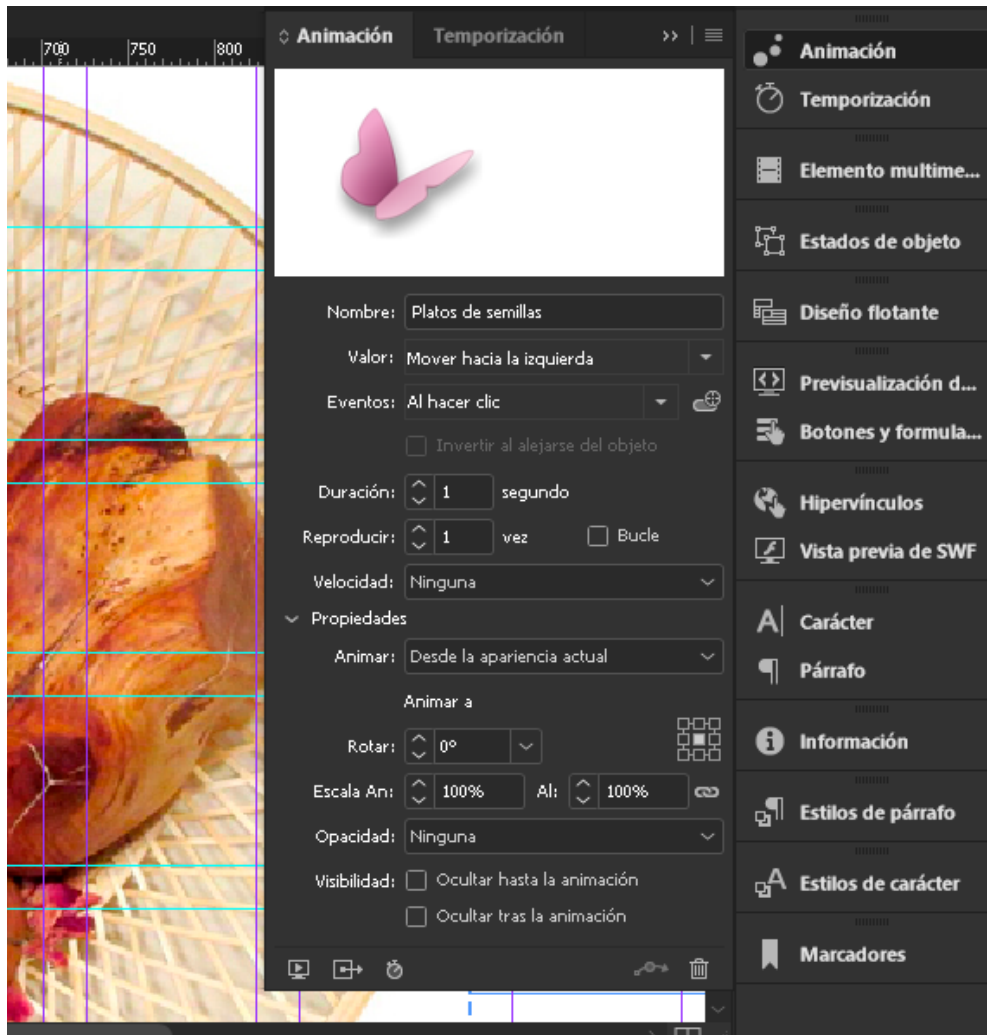 700 750 800
Animación Temporización
Nombre: Platos de semillas
Valor: Mover hacia la izquierda
Eventos: Al hacer clic
Invertir al alejarse del objeto
Duración: 1 segundo
Reproducir: 1 vez Bucle
Velocidad: Ninguna
Propiedades
Animar: Desde la apariencia actual
Animar a
Rotar: 0°
Escala An: 100% Al: 100%
Opacidad: Ninguna
Visibilidad: Ocultar hasta la animación
Ocultar tras la animación
Animación
Temporización
Elemento multime...
Estados de objeto
Diseño flotante
Previsualización d...
Botones y formula...
Hipervínculos
Vista previa de SWF
Carácter
Párrafo
Información
Estilos de párrafo
Estilos de carácter
Marcadores